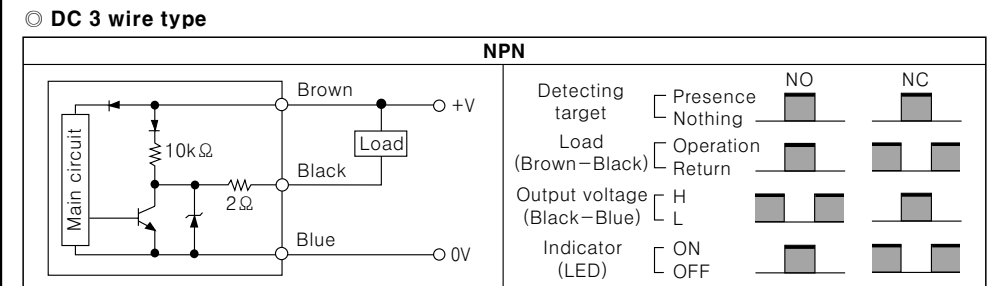 ◎ DC 3 wire type
NPN
Brown
+V
Load
10kΩ
Black
2Ω
Main circuit
Blue
0V
NO NC
Detecting target Presence Nothing
Load (Brown−Black) Operation Return
Output voltage (Black−Blue) H L
Indicator (LED) ON OFF